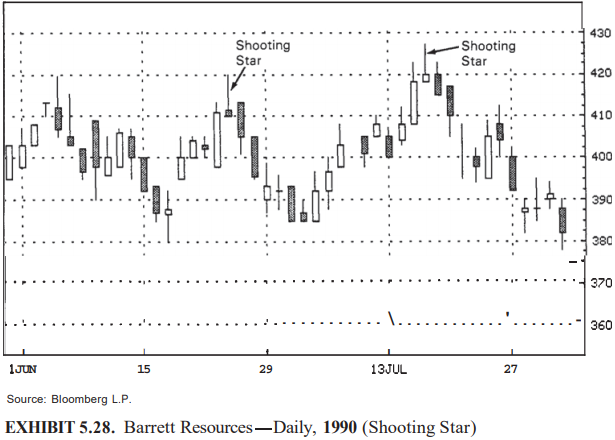 430
Shooting
Star
Shooting
Star
420
410
400
390
380
370
360
1JUN 15 29 13JUL 27
Source: Bloomberg L.P.
EXHIBIT 5.28. Barrett Resources—Daily, 1990 (Shooting Star)